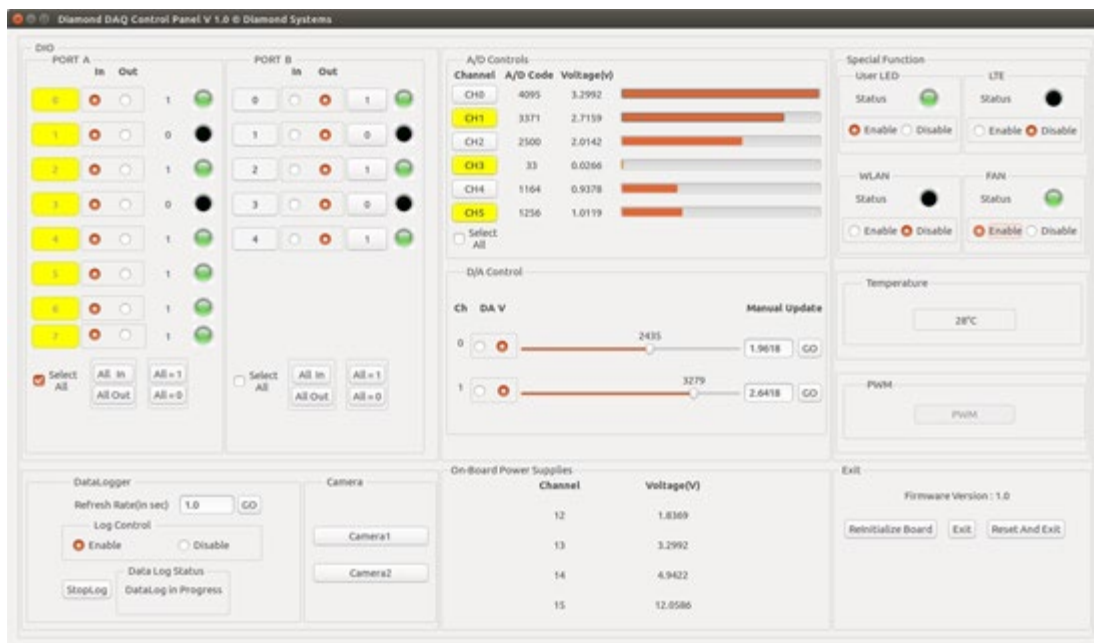 Diamond DAQ Control Panel V 1.0 © Diamond Systems
DIO
PORT A
In Out
0 1
1 0
2 1
3 0
4 1
5 1
6 1
7 1
Select All
All In All = 1
All Out All = 0
PORT B
In Out
0 1
1 0
2 1
3 0
4 1
Select All
All In All = 1
All Out All = 0
A/D Controls
Channel A/D Code Voltage(v)
CH0 4095 3.2992
CH1 3371 2.7159
CH2 2500 2.0142
CH3 33 0.0266
CH4 1164 0.9378
CH5 1256 1.0119
Select All
D/A Control
Ch DA V Manual Update
0 2435 1.9618 GO
1 3279 2.6418 GO
Special Function
User LED
Status
Enable Disable
LTE
Status
Enable Disable
WLAN
Status
Enable Disable
FAN
Status
Enable Disable
Temperature
28°C
PWM
PWM
DataLogger
Refresh Rate(in sec) 1.0 GO
Log Control
Enable Disable
Data Log Status
StopLog DataLog in Progress
Camera
Camera1
Camera2
On-Board Power Supplies
Channel Voltage(V)
12 1.8369
13 3.2992
14 4.9422
15 12.0586
Exit
Firmware Version : 1.0
Reinitialize Board Exit Reset And Exit